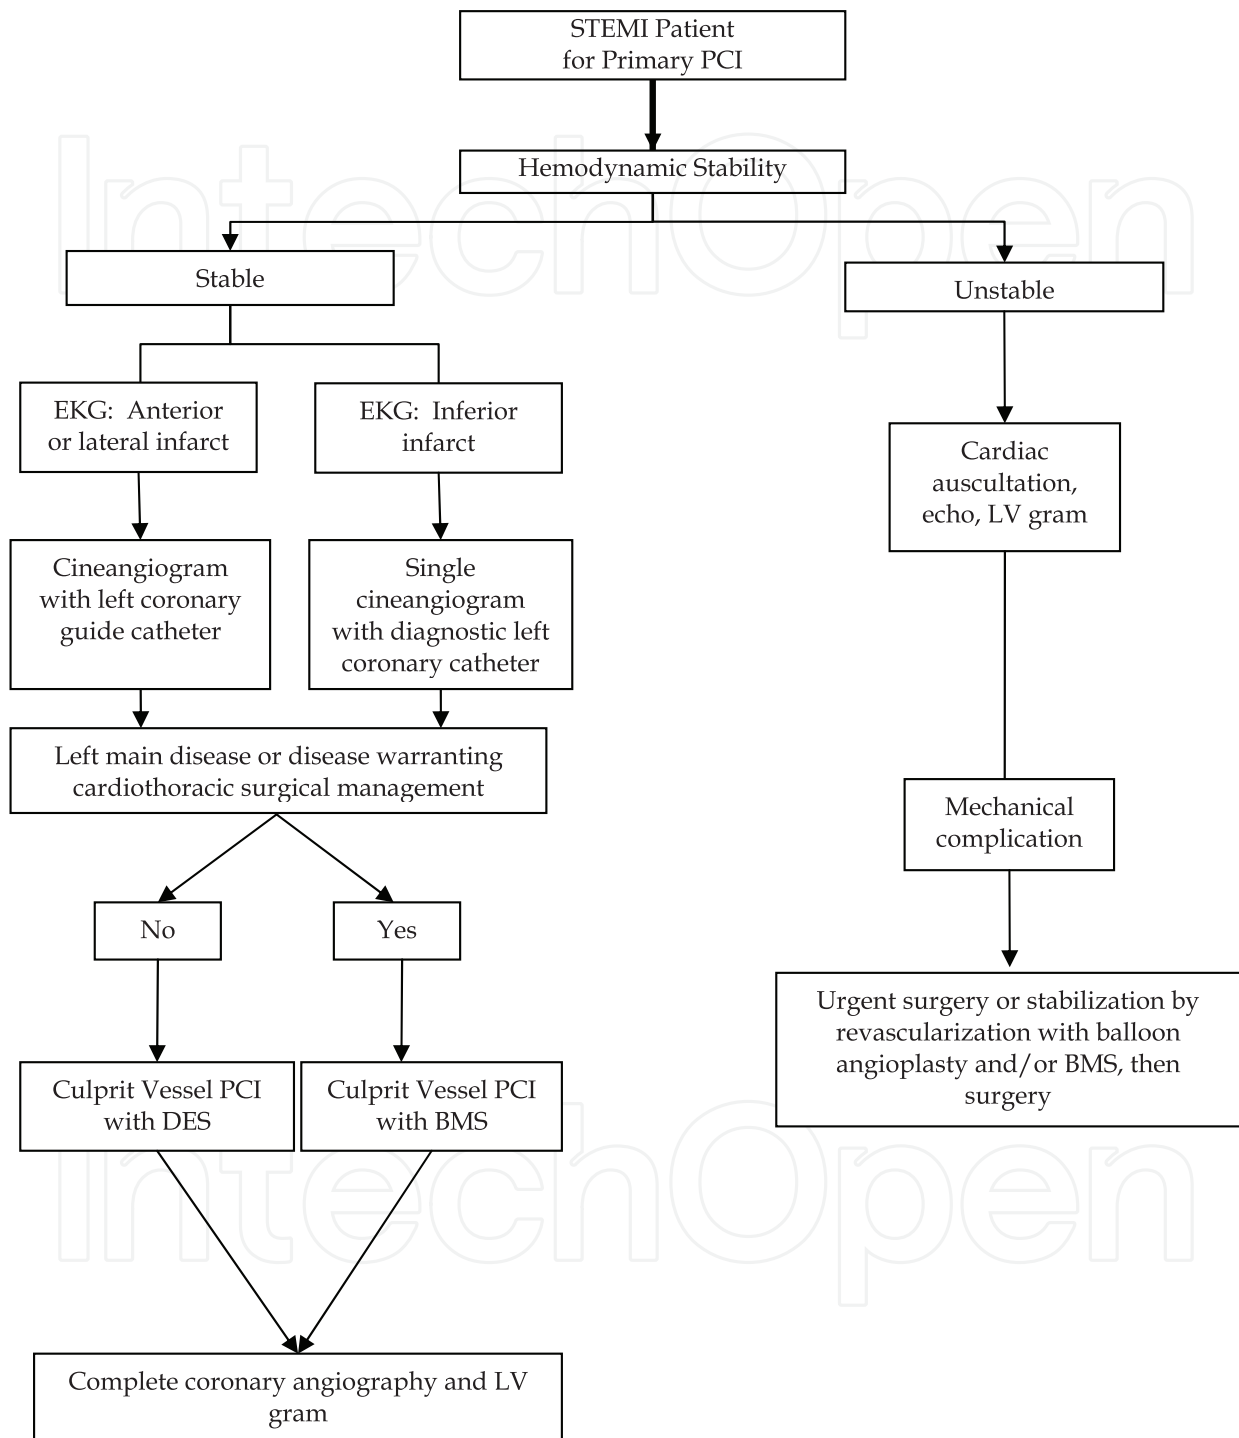 STEMI Patient
for Primary PCI
Hemodynamic Stability
Stable
Unstable
EKG: Anterior
or lateral infarct
EKG: Inferior
infarct
Cardiac
auscultation,
echo, LV gram
Cineangiogram
with left coronary
guide catheter
Single
cineangiogram
with diagnostic left
coronary catheter
Left main disease or disease warranting
cardiothoracic surgical management
Mechanical
complication
No
Yes
Urgent surgery or stabilization by
revascularization with balloon
angioplasty and/or BMS, then
surgery
Culprit Vessel PCI
with DES
Culprit Vessel PCI
with BMS
Complete coronary angiography and LV
gram
IntechOpen
IntechOpen